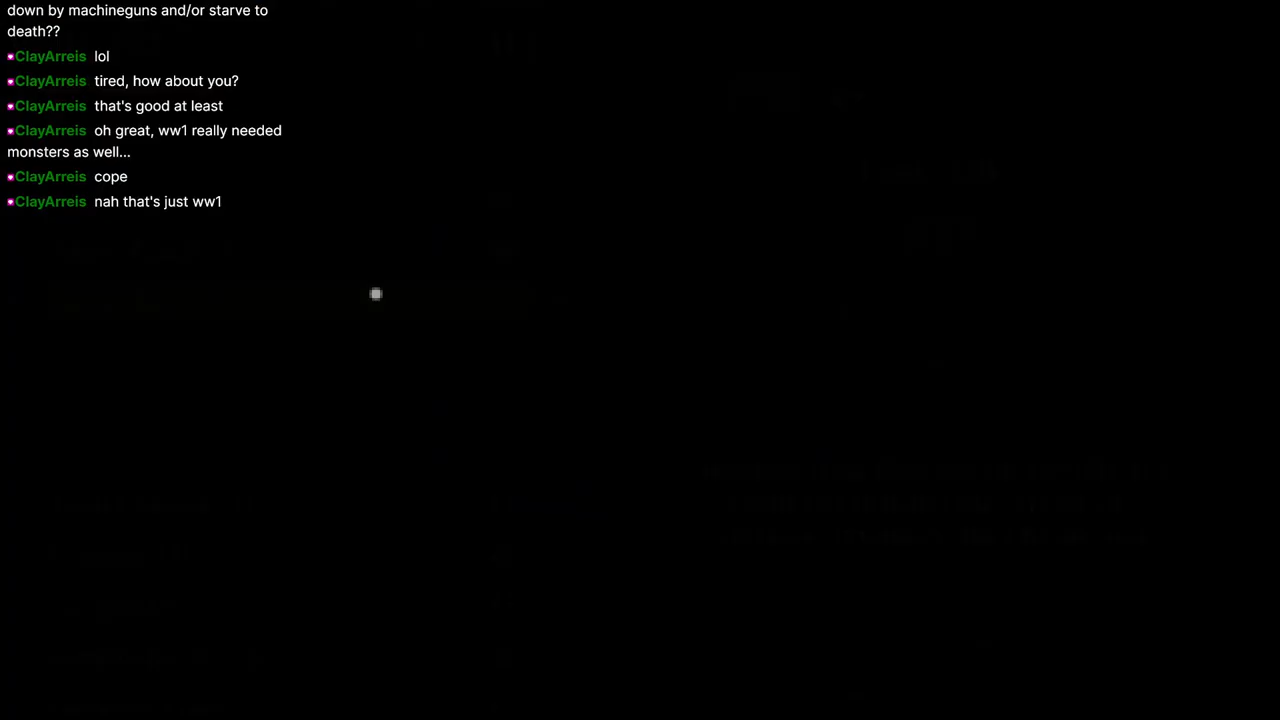 down by machineguns and/or starve to
death??
ClayArreis lol
ClayArreis tired, how about you?
ClayArreis that's good at least
ClayArreis oh great, ww1 really needed
monsters as well...
ClayArreis cope
ClayArreis nah that's just ww1